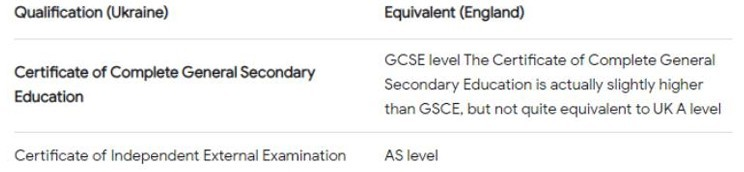 Qualification (Ukraine) Equivalent (England)
Certificate of Complete General Secondary Education
GCSE level The Certificate of Complete General
Secondary Education is actually slightly higher
than GSCE, but not quite equivalent to UK A level
Certificate of Independent External Examination AS level